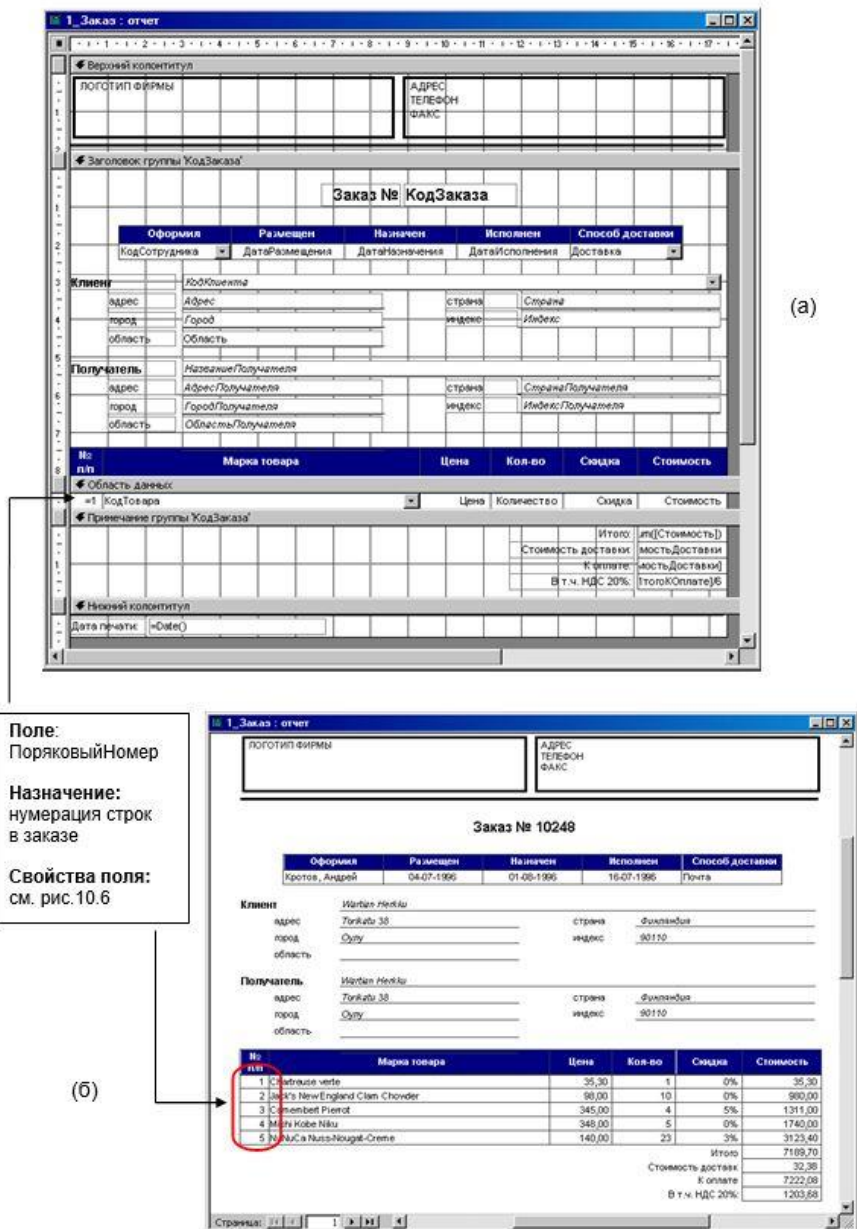 1_Заказ : отчет
Верхний колонтитул
ЛОГОТИП ФИРМЫ
АДРЕС
ТЕЛЕФОН
ФАКС
Заголовок группы 'КодЗаказа'
Заказ № КодЗаказа
Оформил Размещен Назначен Исполнен Способ доставки
КодСотрудника ДатаРазмещения ДатаНазначения ДатаИсполнения Доставка
Клиент КодКлиента
адрес Адрес страна Страна
город Город индекс Индекс
область Область
Получатель НазваниеПолучателя
адрес АдресПолучателя страна СтранаПолучателя
город ГородПолучателя индекс ИндексПолучателя
область ОбластьПолучателя
№ п/п Марка товара Цена Кол-во Скидка Стоимость
Область данных
=1 КодТовара Цена Количество Скидка Стоимость
Примечание группы 'КодЗаказа'
Итого: um([Стоимость])
Стоимость доставки: мостьДоставки
К оплате: мостьДоставки]
В т.ч. НДС 20%: 1тогоКОплате]/6
Нижний колонтитул
Дата печати: =Date()
(а)
Поле:
ПоряковыйНомер
Назначение:
нумерация строк
в заказе
Свойства поля:
см. рис.10.6
(б)
1_Заказ : отчет
ЛОГОТИП ФИРМЫ
АДРЕС
ТЕЛЕФОН
ФАКС
Заказ № 10248
Оформил Размещен Назначен Исполнен Способ доставки
Кротов, Андрей 04-07-1996 01-08-1996 16-07-1996 Почта
Клиент Wartian Herkku
адрес Torikatu 38 страна Финляндия
город Оулу индекс 90110
область
Получатель Wartian Herkku
адрес Torikatu 38 страна Финляндия
город Оулу индекс 90110
область
№ п/п Марка товара Цена Кол-во Скидка Стоимость
1 Chartreuse verte 35,30 1 0% 35,30
2 Jack's New England Clam Chowder 98,00 10 0% 980,00
3 Camembert Pierrot 345,00 4 5% 1311,00
4 Mishi Kobe Niku 348,00 5 0% 1740,00
5 NuNuCa Nuss-Nougat-Creme 140,00 23 3% 3123,40
Итого 7189,70
Стоимость доставк 32,38
К оплате 7222,08
В т.ч. НДС 20%: 1203,68
Страница: 1